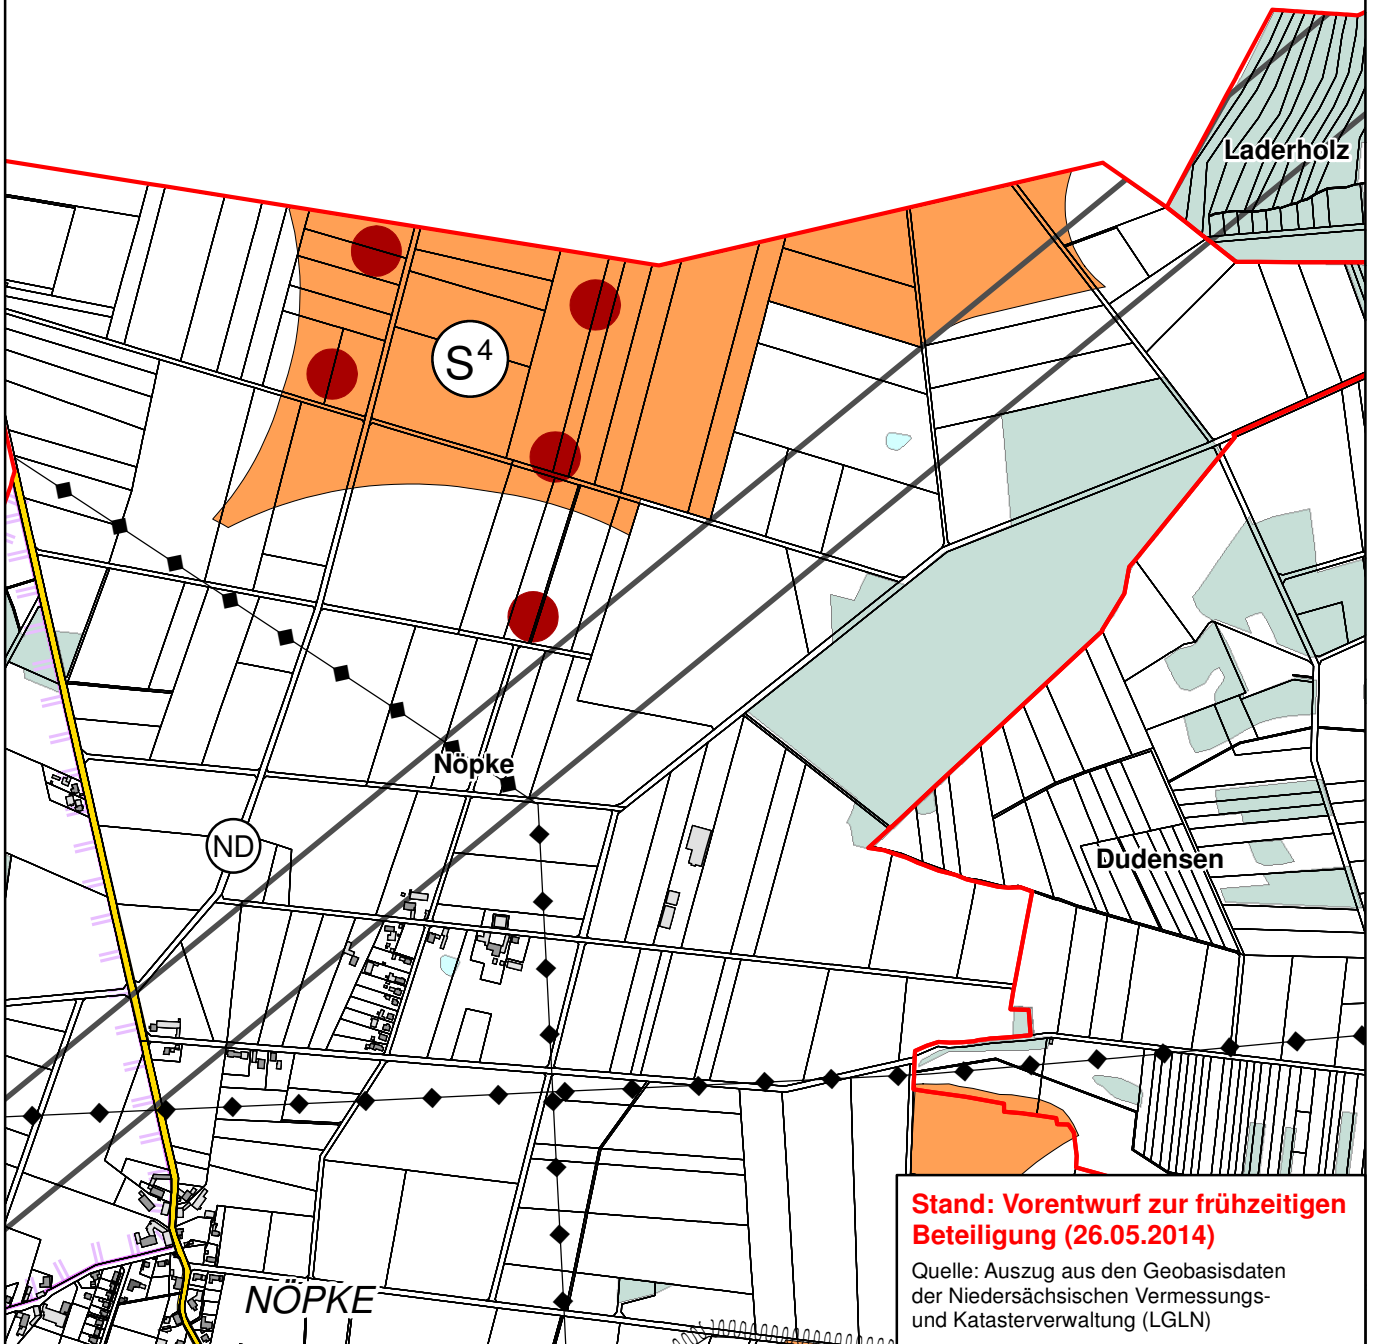 Laderholz
S⁴
Nöpke
ND
Dudensen
Stand: Vorentwurf zur frühzeitigen
Beteiligung (26.05.2014)
Quelle: Auszug aus den Geobasisdaten
der Niedersächsischen Vermessungs-
und Katasterverwaltung (LGLN)
NÖPKE